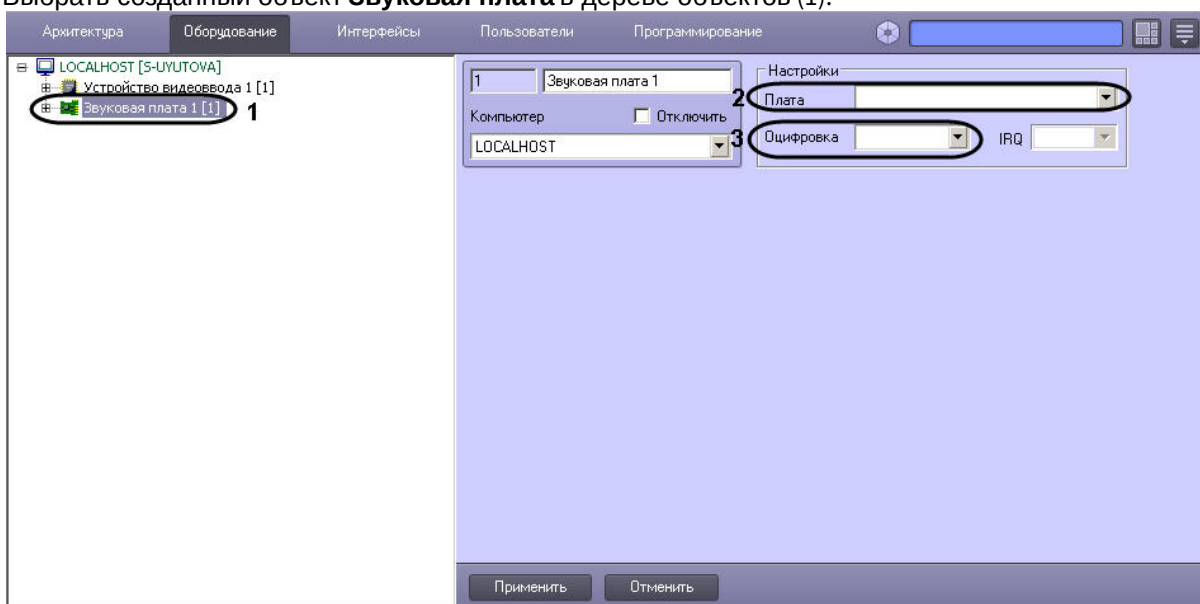 Выбрать созданный объект Звуковая плата в дереве объектов (1).
Архитектура Оборудование Интерфейсы Пользователи Программирование
LOCALHOST [S-UYUTOVA]
Устройство видеоввода 1 [1]
Звуковая плата 1 [1] 1
1 Звуковая плата 1
Компьютер Отключить
LOCALHOST
Настройки
2 Плата
3 Оцифровка IRQ
Применить Отменить